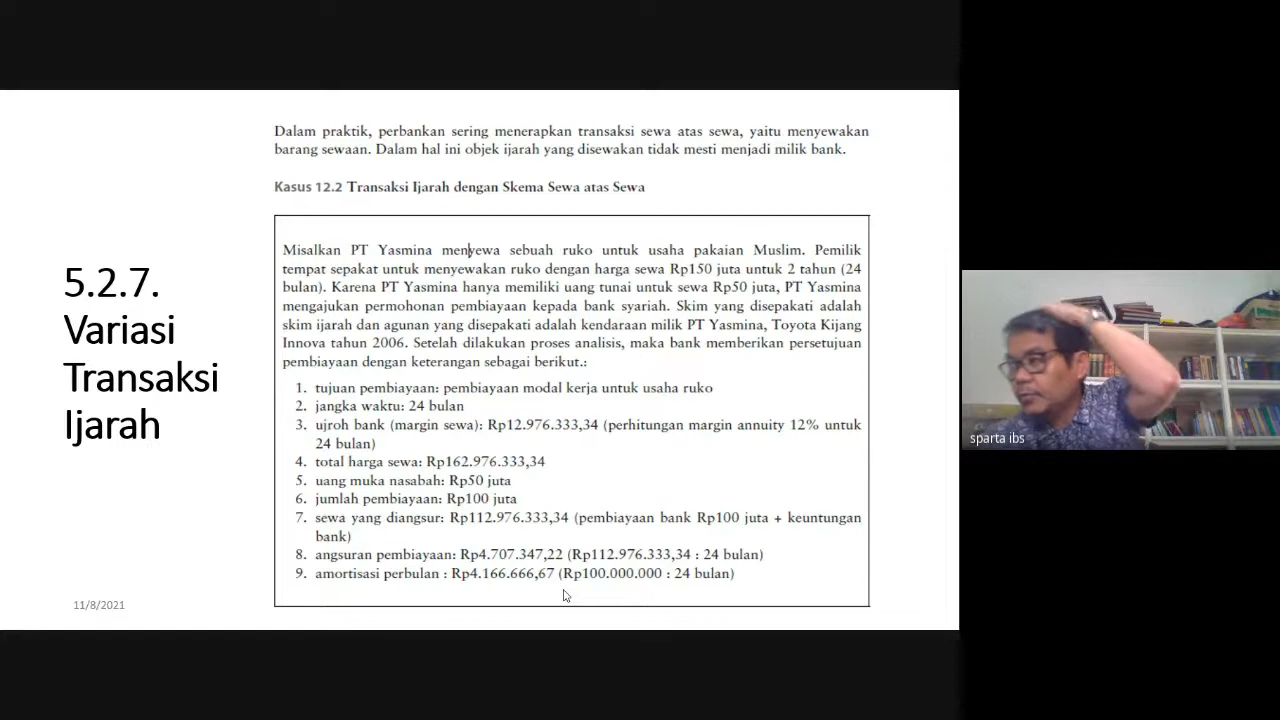 Dalam praktik, perbankan sering menerapkan transaksi sewa atas sewa, yaitu menyewakan
barang sewaan. Dalam hal ini objek ijarah yang disewakan tidak mesti menjadi milik bank.
Kasus 12.2 Transaksi Ijarah dengan Skema Sewa atas Sewa
5.2.7.
Variasi
Transaksi
Ijarah
Misalkan PT Yasmina menyewa sebuah ruko untuk usaha pakaian Muslim. Pemilik
tempat sepakat untuk menyewakan ruko dengan harga sewa Rp150 juta untuk 2 tahun (24
bulan). Karena PT Yasmina hanya memiliki uang tunai untuk sewa Rp50 juta, PT Yasmina
mengajukan permohonan pembiayaan kepada bank syariah. Skim yang disepakati adalah
skim ijarah dan agunan yang disepakati adalah kendaraan milik PT Yasmina, Toyota Kijang
Innova tahun 2006. Setelah dilakukan proses analisis, maka bank memberikan persetujuan
pembiayaan dengan keterangan sebagai berikut.:
1. tujuan pembiayaan: pembiayaan modal kerja untuk usaha ruko
2. jangka waktu: 24 bulan
3. ujroh bank (margin sewa): Rp12.976.333,34 (perhitungan margin annuity 12% untuk
24 bulan)
4. total harga sewa: Rp162.976.333,34
5. uang muka nasabah: Rp50 juta
6. jumlah pembiayaan: Rp100 juta
7. sewa yang diangsur: Rp112.976.333,34 (pembiayaan bank Rp100 juta + keuntungan
bank)
8. angsuran pembiayaan: Rp4.707.347,22 (Rp112.976.333,34 : 24 bulan)
9. amortisasi perbulan : Rp4.166.666,67 (Rp100.000.000 : 24 bulan)
11/8/2021
sparta ibs